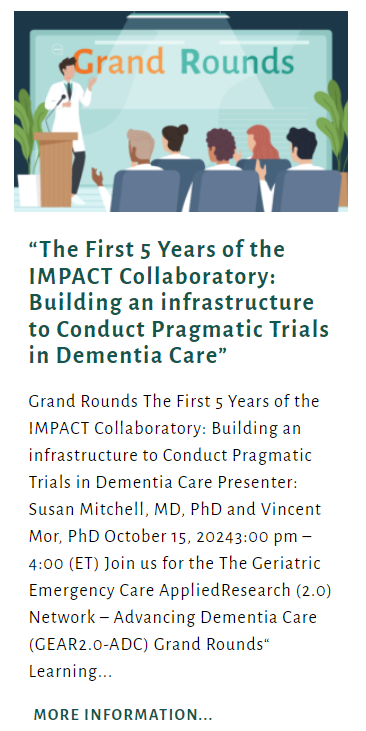 Grand Rounds
“The First 5 Years of the
IMPACT Collaboratory:
Building an infrastructure
to Conduct Pragmatic Trials
in Dementia Care”
Grand Rounds The First 5 Years of the
IMPACT Collaboratory: Building an
infrastructure to Conduct Pragmatic
Trials in Dementia Care Presenter:
Susan Mitchell, MD, PhD and Vincent
Mor, PhD October 15, 20243:00 pm –
4:00 (ET) Join us for the The Geriatric
Emergency Care AppliedResearch (2.0)
Network – Advancing Dementia Care
(GEAR2.0-ADC) Grand Rounds“
Learning...
MORE INFORMATION...